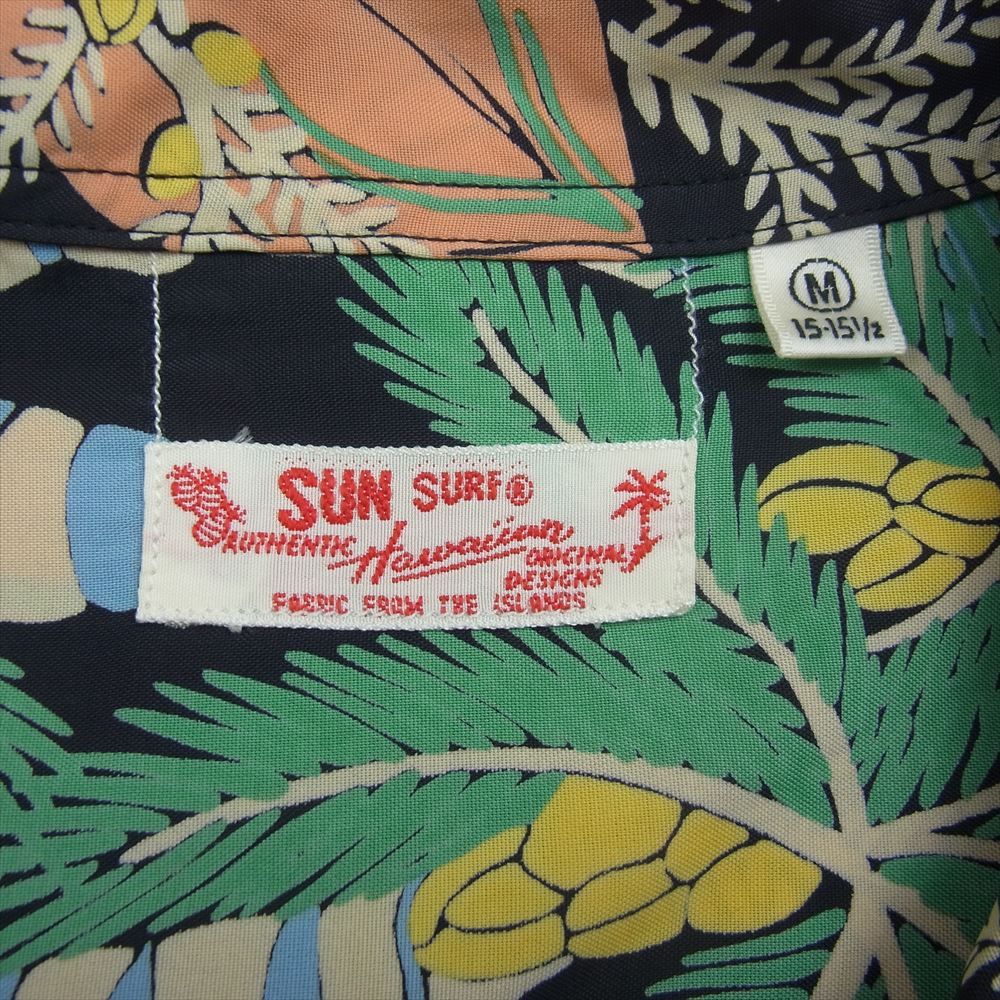 M
15-15½
SUN SURF®
AUTHENTIC Hawaiian ORIGINAL
DESIGNS
FABRIC FROM THE ISLANDS